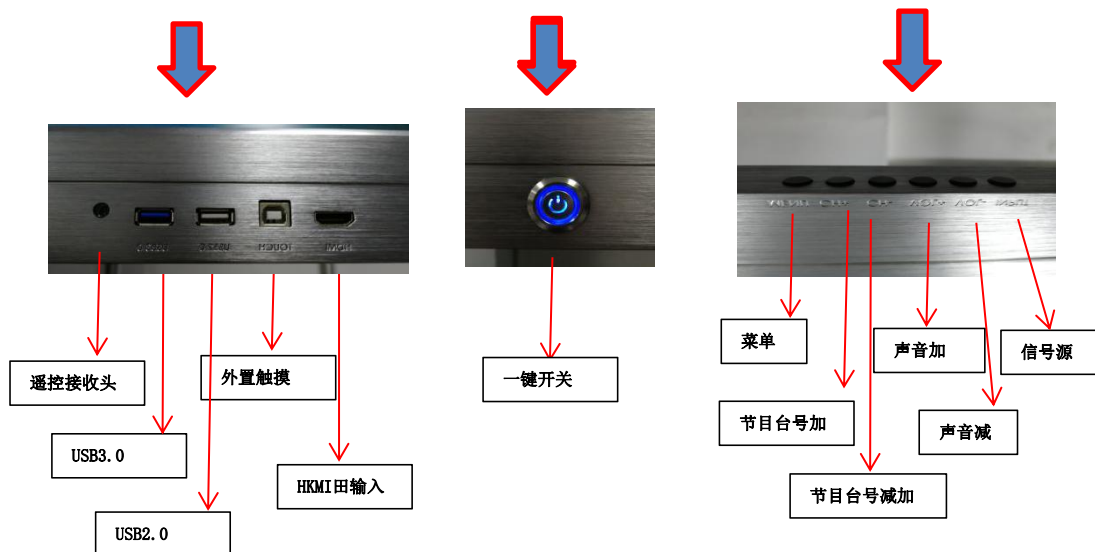 菜单
声音加
信号源
遥控接收头
外置触摸
一键开关
节目台号加
声音减
USB3.0
HKMI田输入
节目台号减加
USB2.0